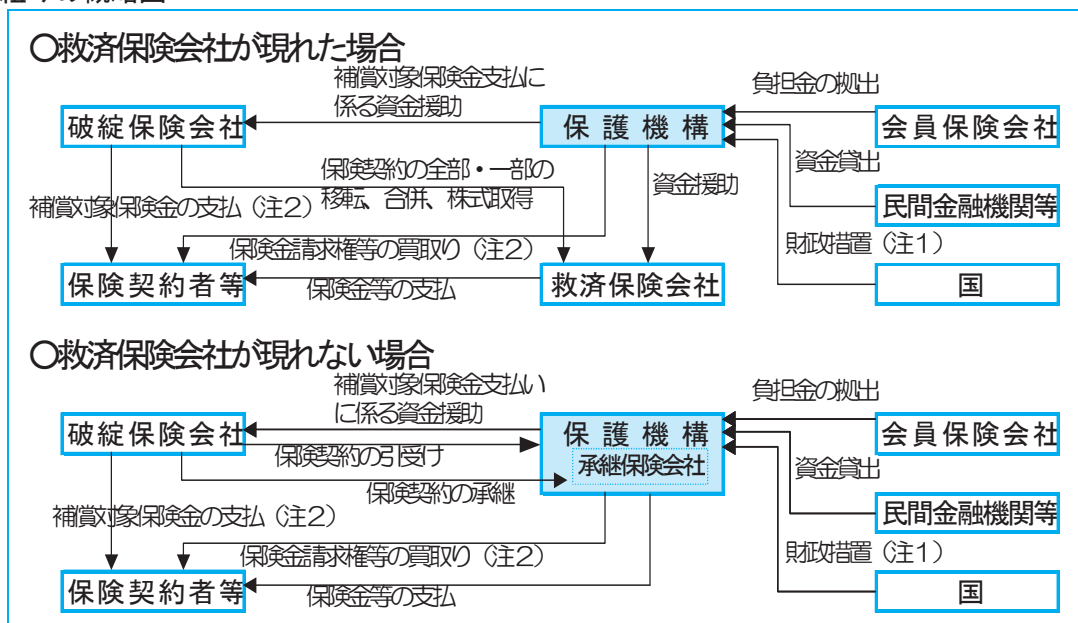 〇救済保険会社が現れた場合
補償対象保険金支払に
係る資金援助
負担金の拠出
破綻保険会社
保護機構
会員保険会社
保険契約の全部・一部の
移転、合併、株式取得
資金援助
資金貸出
補償対象保険金の支払（注2）
民間金融機関等
保険金請求権等の買取り（注2）
財政措置（注1）
保険契約者等
保険金等の支払
救済保険会社
国
〇救済保険会社が現れない場合
補償対象保険金支払い
に係る資金援助
負担金の拠出
破綻保険会社
保護機構
会員保険会社
保険契約の引受け
承継保険会社
資金貸出
保険契約の承継
補償対象保険金の支払（注2）
民間金融機関等
保険金請求権等の買取り（注2）
財政措置（注1）
保険契約者等
保険金等の支払
国